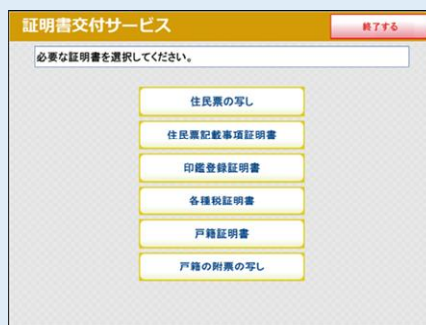 証明書交付サービス
終了する
必要な証明書を選択してください。
住民票の写し
住民票記載事項証明書
印鑑登録証明書
各種税証明書
戸籍証明書
戸籍の附票の写し